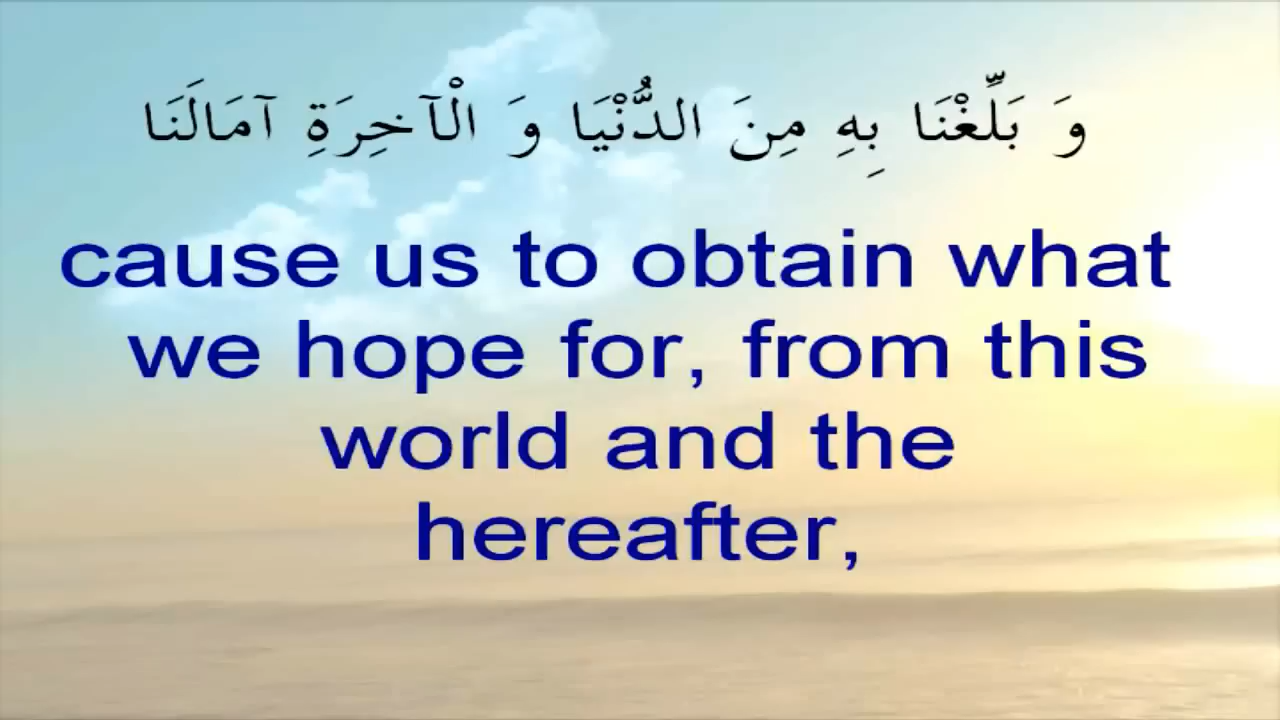 وَ بَلِّغْنَا بِهِ مِنَ الدُّنْيَا وَ الْآخِرَةِ آمَالَنَا
cause us to obtain what
we hope for, from this
world and the
hereafter,